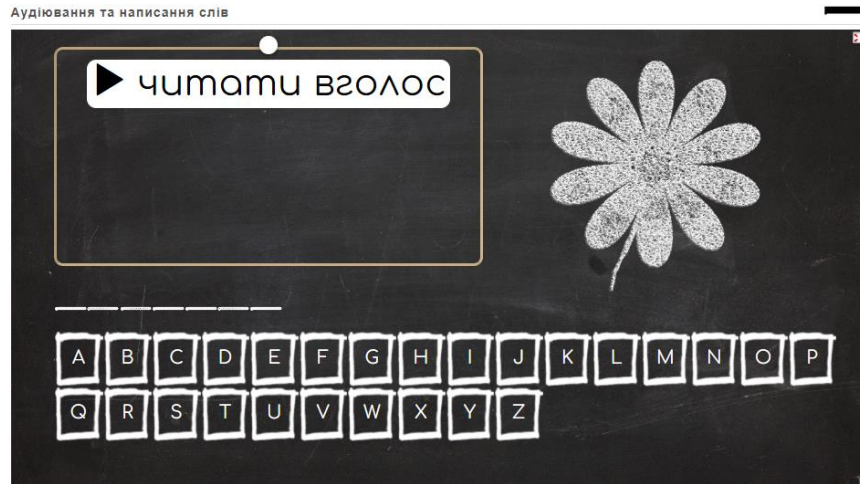 Аудіювання та написання слів
читати вголос
A B C D E F G H I J K L M N O P
Q R S T U V W X Y Z